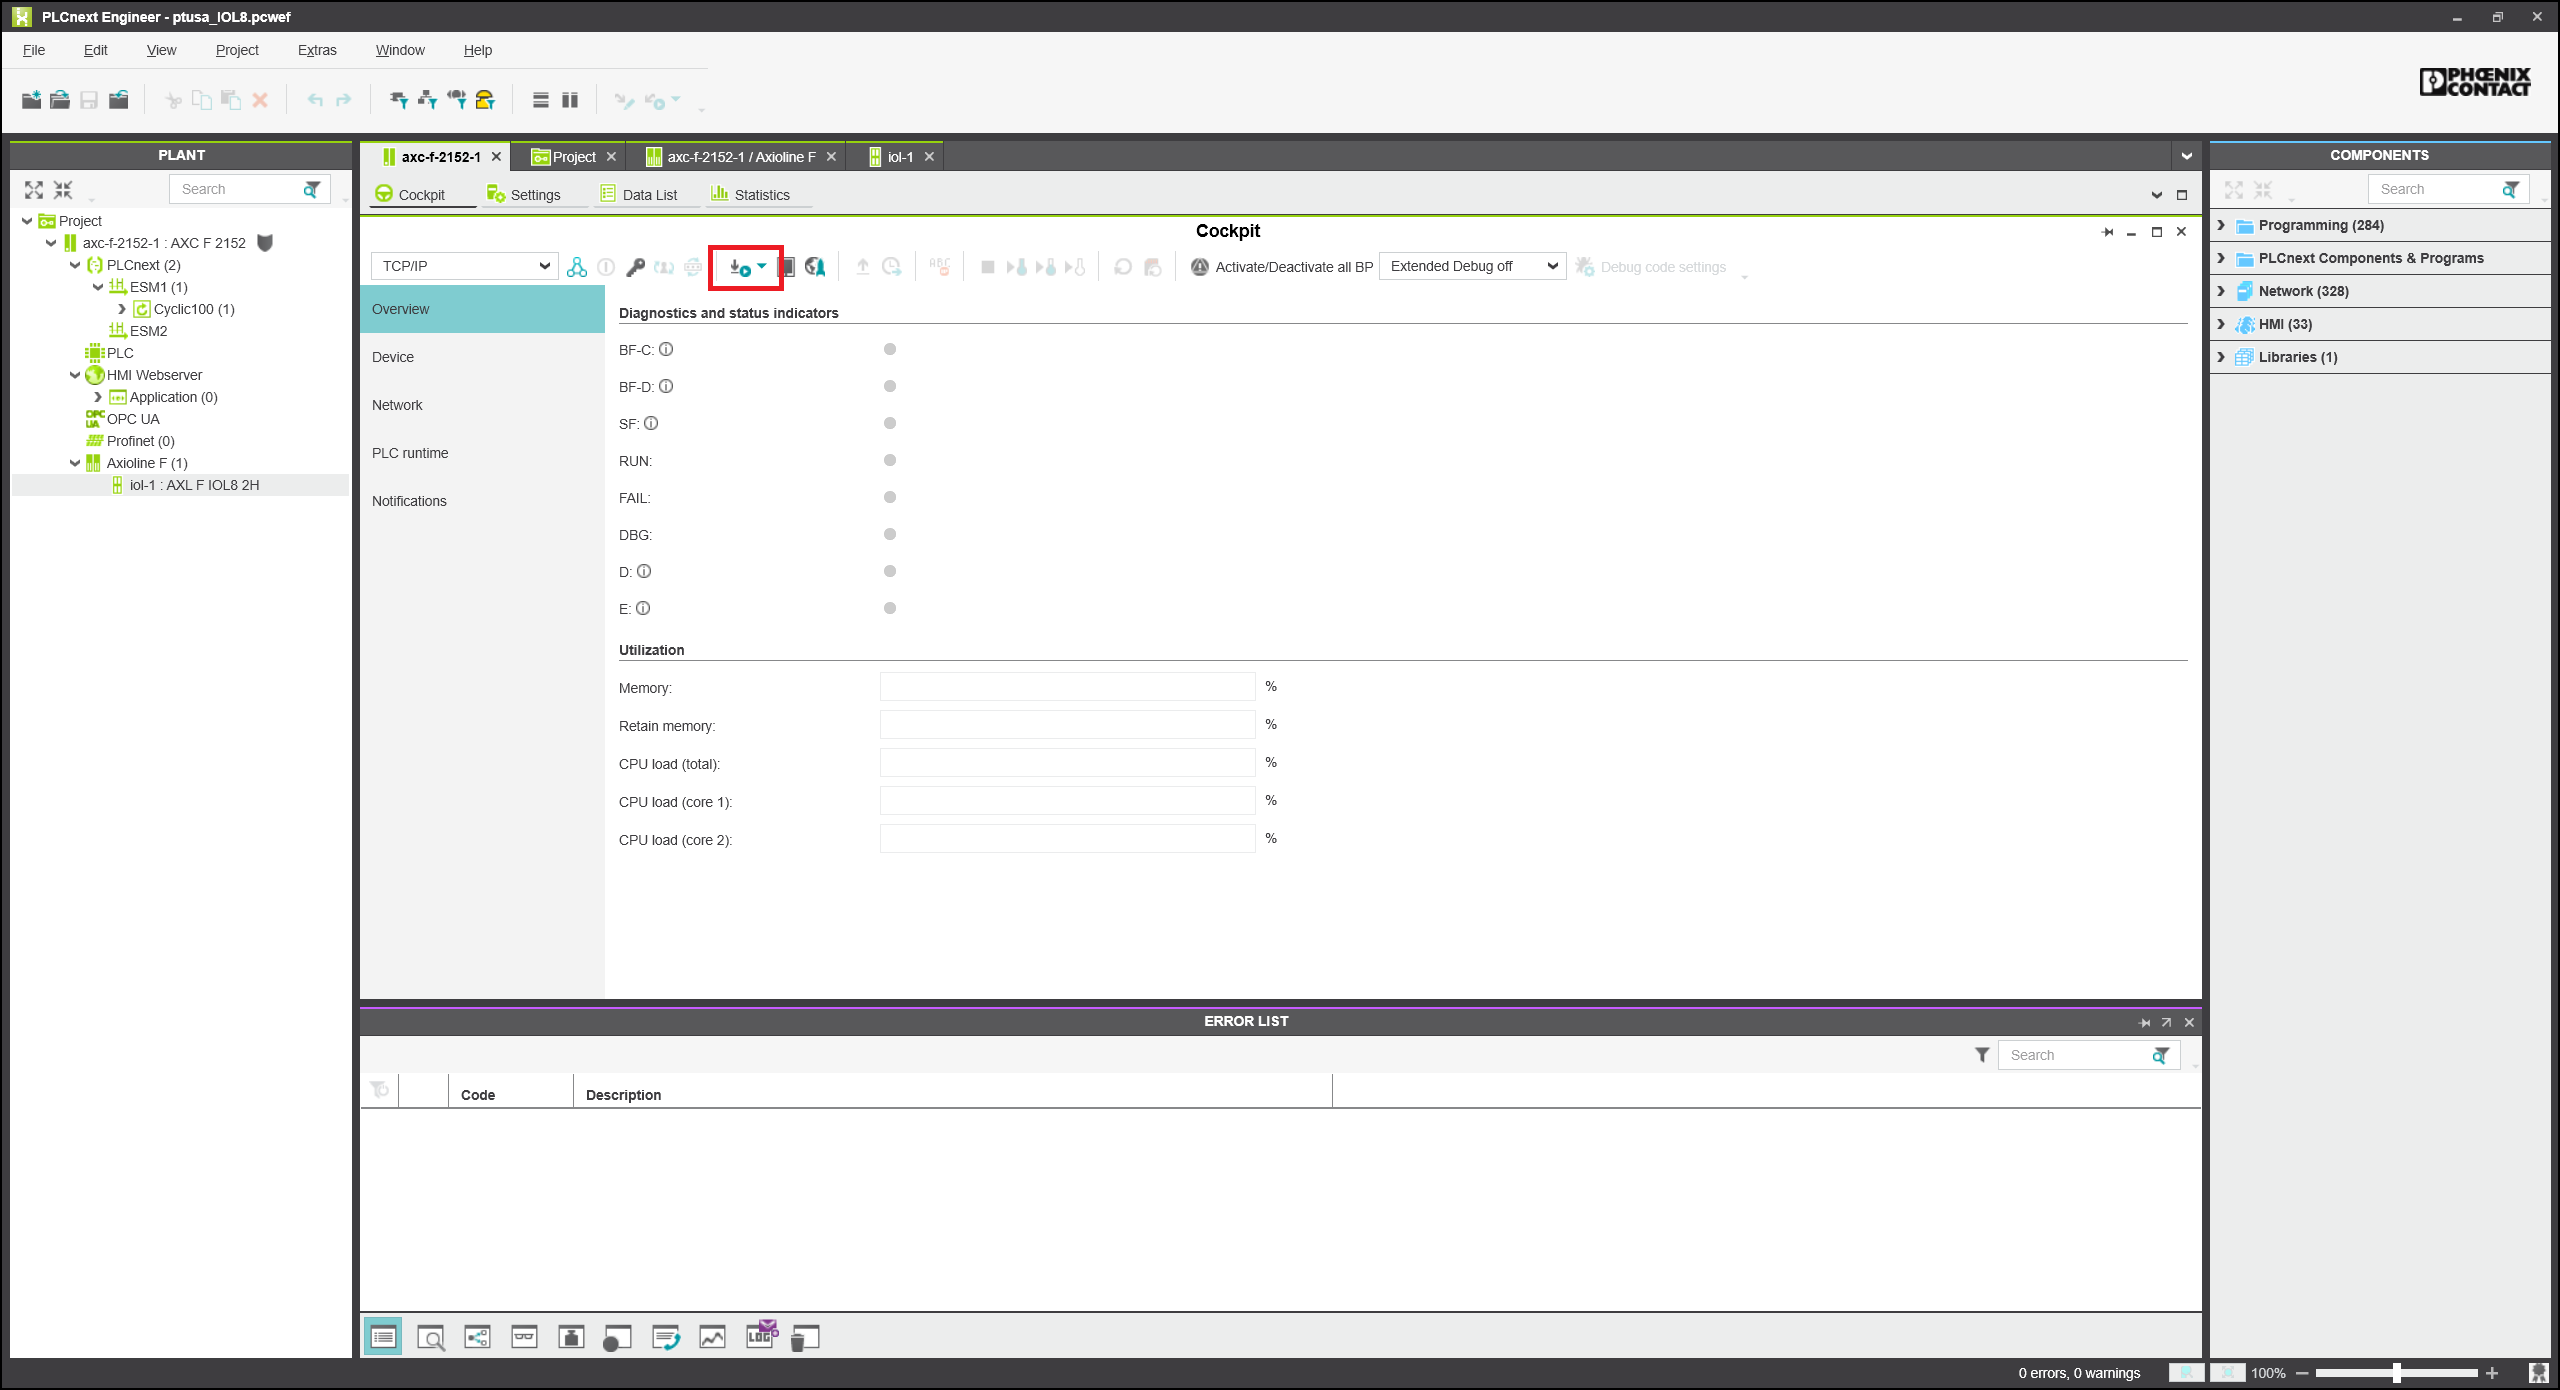 PLCnext Engineer - ptusa_IOL8.pcwef
File Edit View Project Extras Window Help
PHŒNIX
CONTACT
PLANT
Search
Project
axc-f-2152-1 : AXC F 2152
PLCnext (2)
ESM1 (1)
Cyclic100 (1)
ESM2
PLC
HMI Webserver
Application (0)
OPC UA
OPC UA
Profinet (0)
Axioline F (1)
iol-1 : AXL F IOL8 2H
axc-f-2152-1 Project axc-f-2152-1 / Axioline F iol-1
Cockpit Settings Data List Statistics
Cockpit
TCP/IP ABC Activate/Deactivate all BP Extended Debug off Debug code settings
Overview
Device
Network
PLC runtime
Notifications
Diagnostics and status indicators
BF-C:
BF-D:
SF:
RUN:
FAIL:
DBG:
D:
E:
Utilization
Memory: %
Retain memory: %
CPU load (total): %
CPU load (core 1): %
CPU load (core 2): %
ERROR LIST
Search
Code Description
LOG
COMPONENTS
Search
Programming (284)
PLCnext Components & Programs
Network (328)
HMI (33)
Libraries (1)
0 errors, 0 warnings 100%